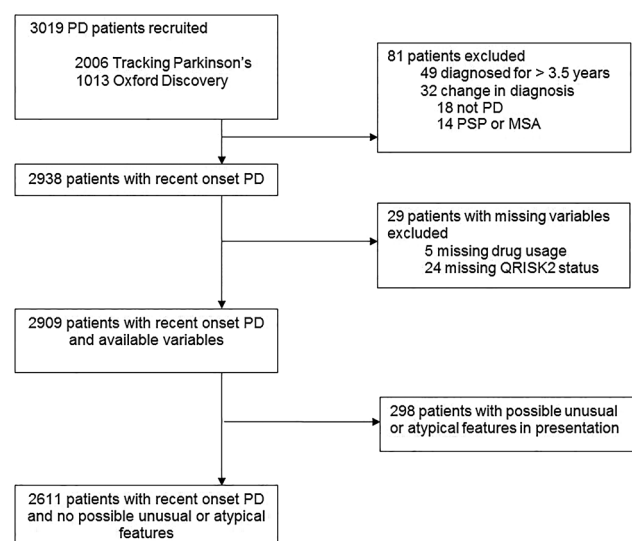 3019 PD patients recruited
2006 Tracking Parkinson's
1013 Oxford Discovery
81 patients excluded
49 diagnosed for > 3.5 years
32 change in diagnosis
18 not PD
14 PSP or MSA
2938 patients with recent onset PD
29 patients with missing variables
excluded
5 missing drug usage
24 missing QRISK2 status
2909 patients with recent onset PD
and available variables
298 patients with possible unusual
or atypical features in presentation
2611 patients with recent onset PD
and no possible unusual or atypical
features